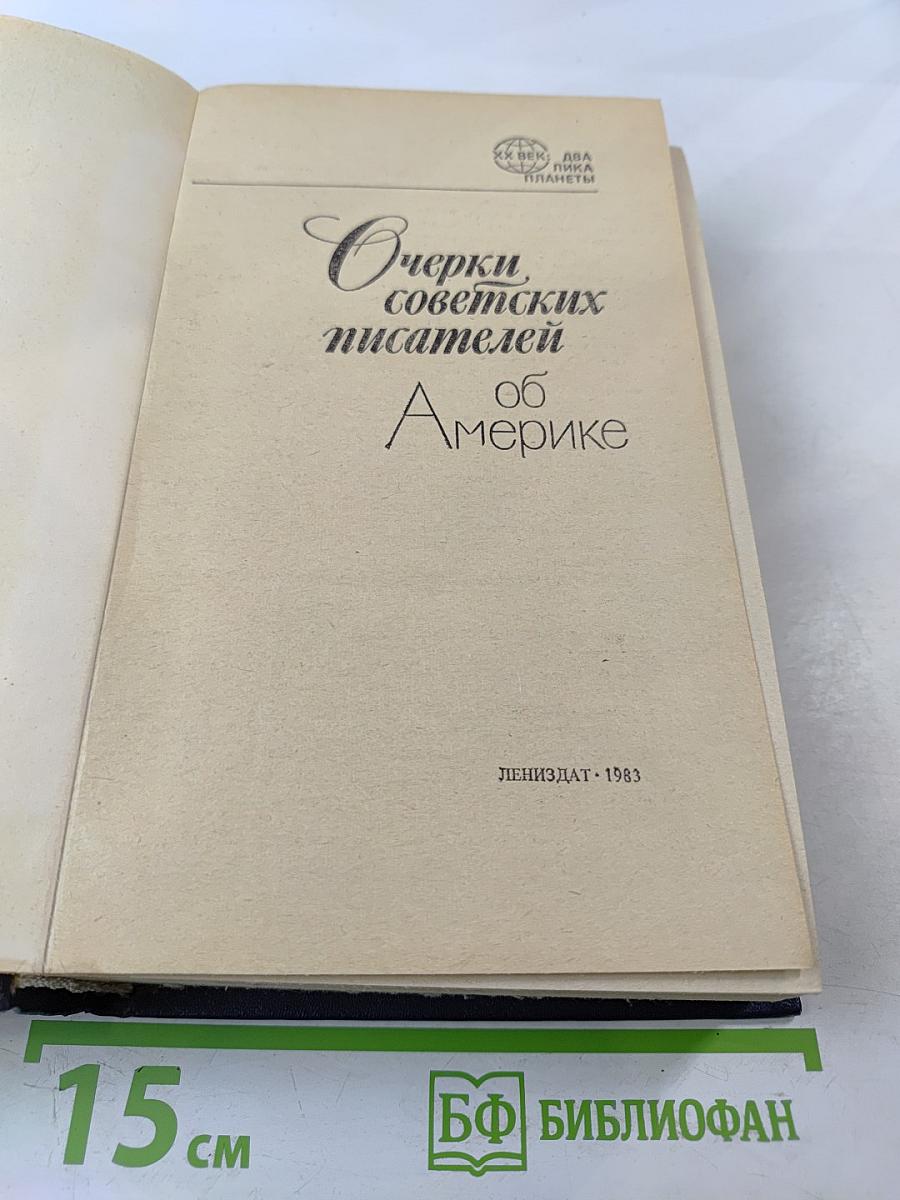 XX ВЕК: ДВА
ЛИКА
ПЛАНЕТЫ
Очерки
советских
писателей
об
Америке
ЛЕНИЗДАТ · 1983
15 см
БФ БИБЛИОФАН